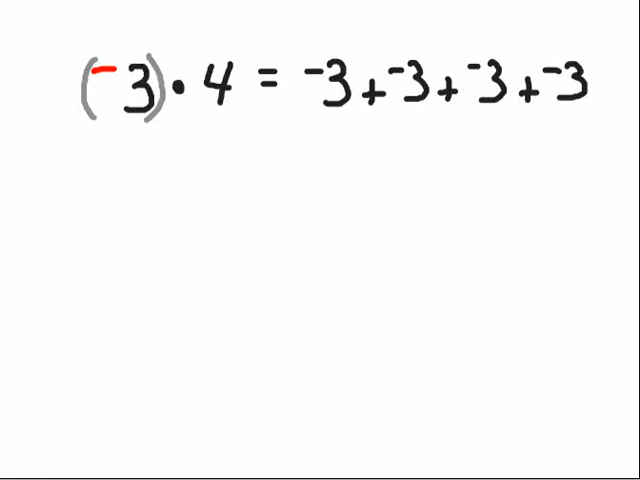 (-3) • 4 = -3 + -3 + -3 + -3